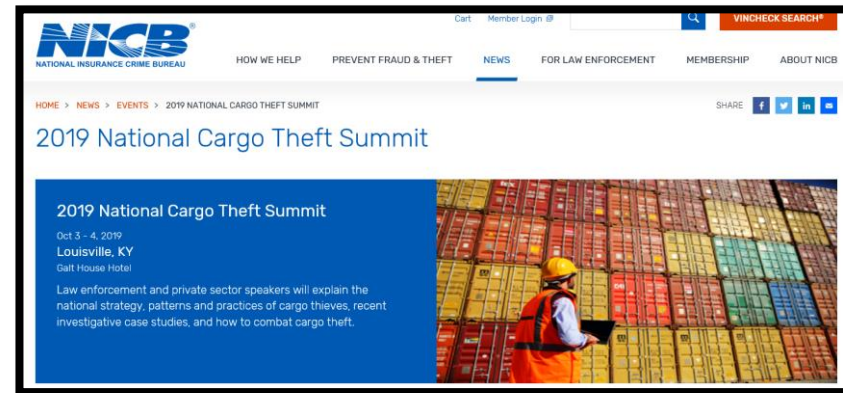 Cart Member Login
VINCHECK SEARCH®
NICB®
NATIONAL INSURANCE CRIME BUREAU
HOW WE HELP PREVENT FRAUD & THEFT NEWS FOR LAW ENFORCEMENT MEMBERSHIP ABOUT NICB
HOME > NEWS > EVENTS > 2019 NATIONAL CARGO THEFT SUMMIT
SHARE
2019 National Cargo Theft Summit
2019 National Cargo Theft Summit
Oct 3 - 4, 2019
Louisville, KY
Galt House Hotel
Law enforcement and private sector speakers will explain the
national strategy, patterns and practices of cargo thieves, recent
investigative case studies, and how to combat cargo theft.